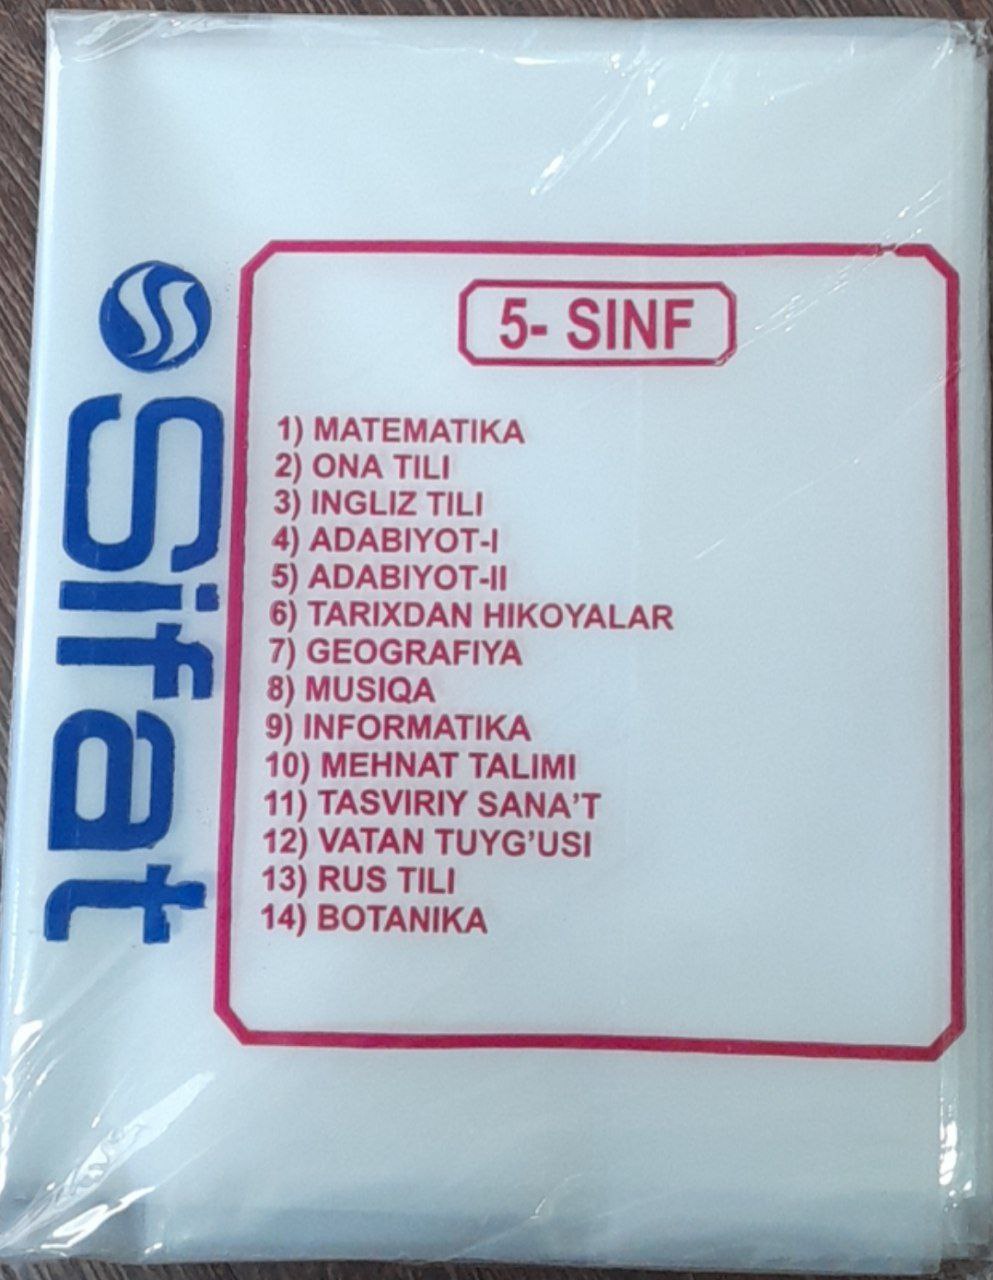 Sifat
5- SINF
1) MATEMATIKA
2) ONA TILI
3) INGLIZ TILI
4) ADABIYOT-I
5) ADABIYOT-II
6) TARIXDAN HIKOYALAR
7) GEOGRAFIYA
8) MUSIQA
9) INFORMATIKA
10) MEHNAT TALIMI
11) TASVIRIY SANA’T
12) VATAN TUYG’USI
13) RUS TILI
14) BOTANIKA